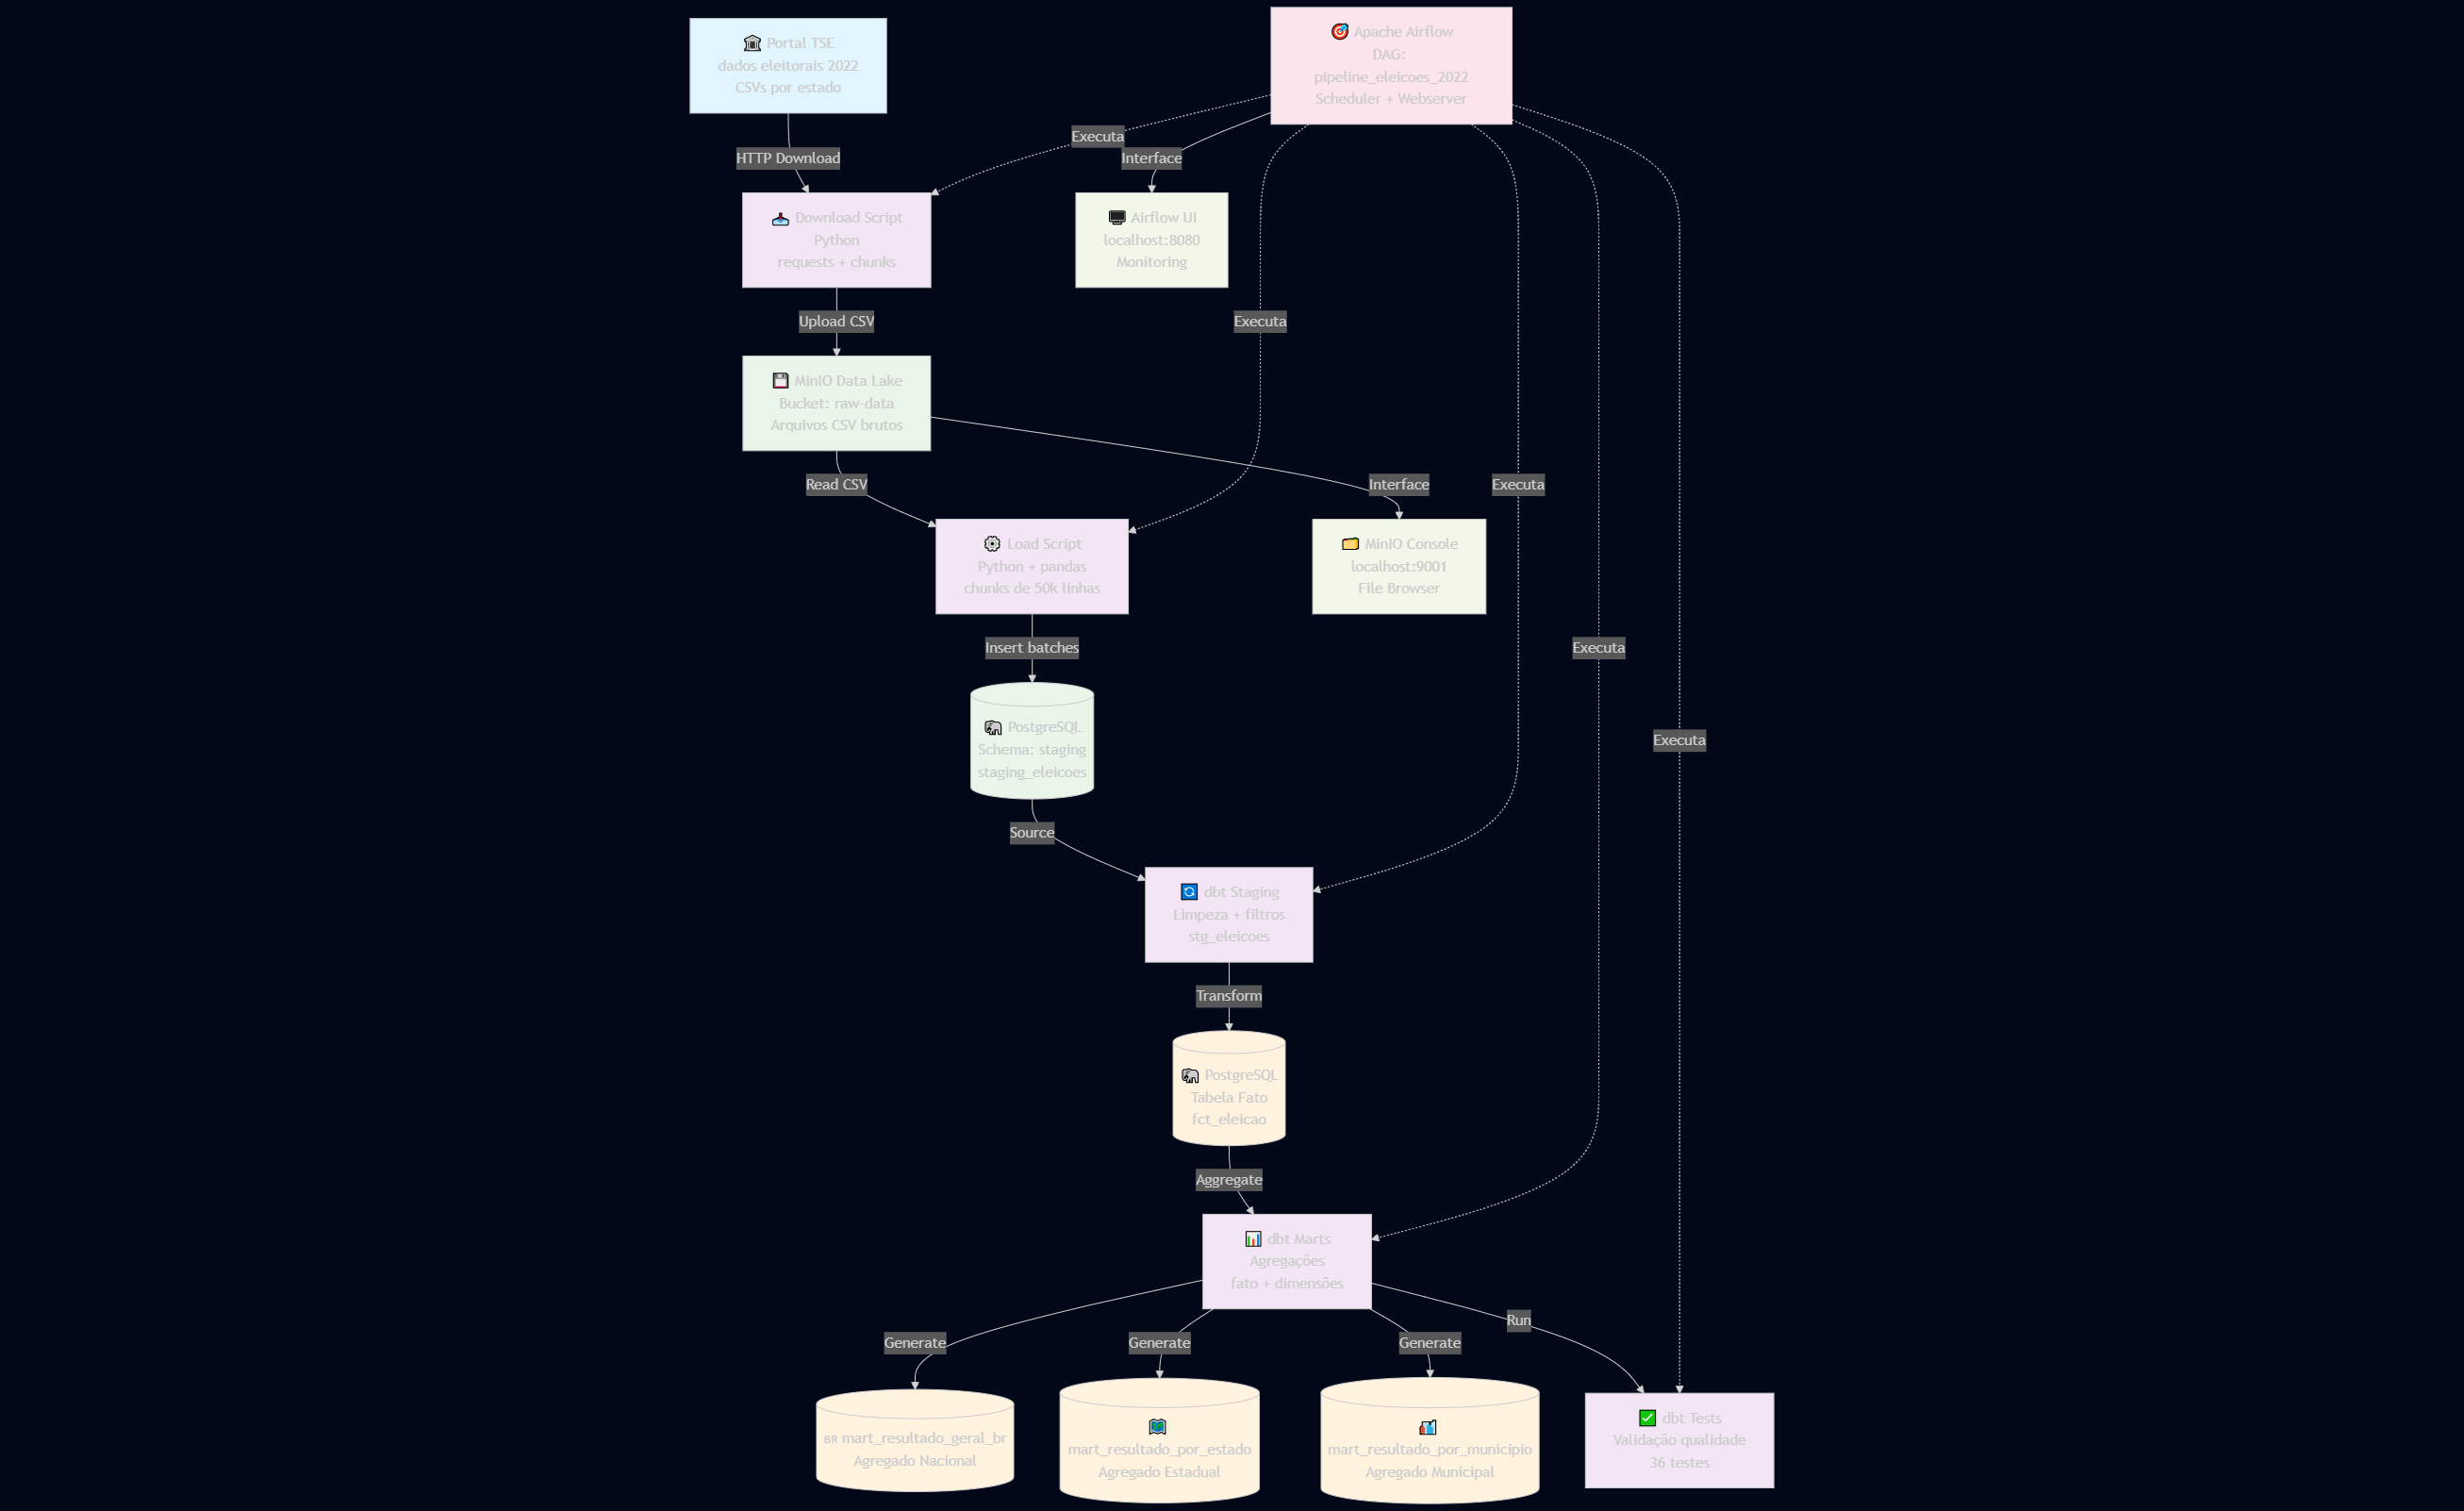 Portal TSE
dados eleitorais 2022
CSVs por estado
Apache Airflow
DAG:
pipeline_eleicoes_2022
Scheduler + Webserver
Executa
HTTP Download
Interface
Download Script
Python
requests + chunks
Airflow UI
localhost:8080
Monitoring
Upload CSV
Executa
MinIO Data Lake
Bucket: raw-data
Arquivos CSV brutos
Read CSV
Interface
Executa
Load Script
Python + pandas
chunks de 50k linhas
MinIO Console
localhost:9001
File Browser
Insert batches
Executa
PostgreSQL
Schema: staging
staging_eleicoes
Executa
Source
dbt Staging
Limpeza + filtros
stg_eleicoes
Transform
PostgreSQL
Tabela Fato
fct_eleicao
Aggregate
dbt Marts
Agregações
fato + dimensões
Run
Generate
Generate
Generate
BR mart_resultado_geral_br
Agregado Nacional
mart_resultado_por_estado
Agregado Estadual
mart_resultado_por_municipio
Agregado Municipal
dbt Tests
Validação qualidade
36 testes